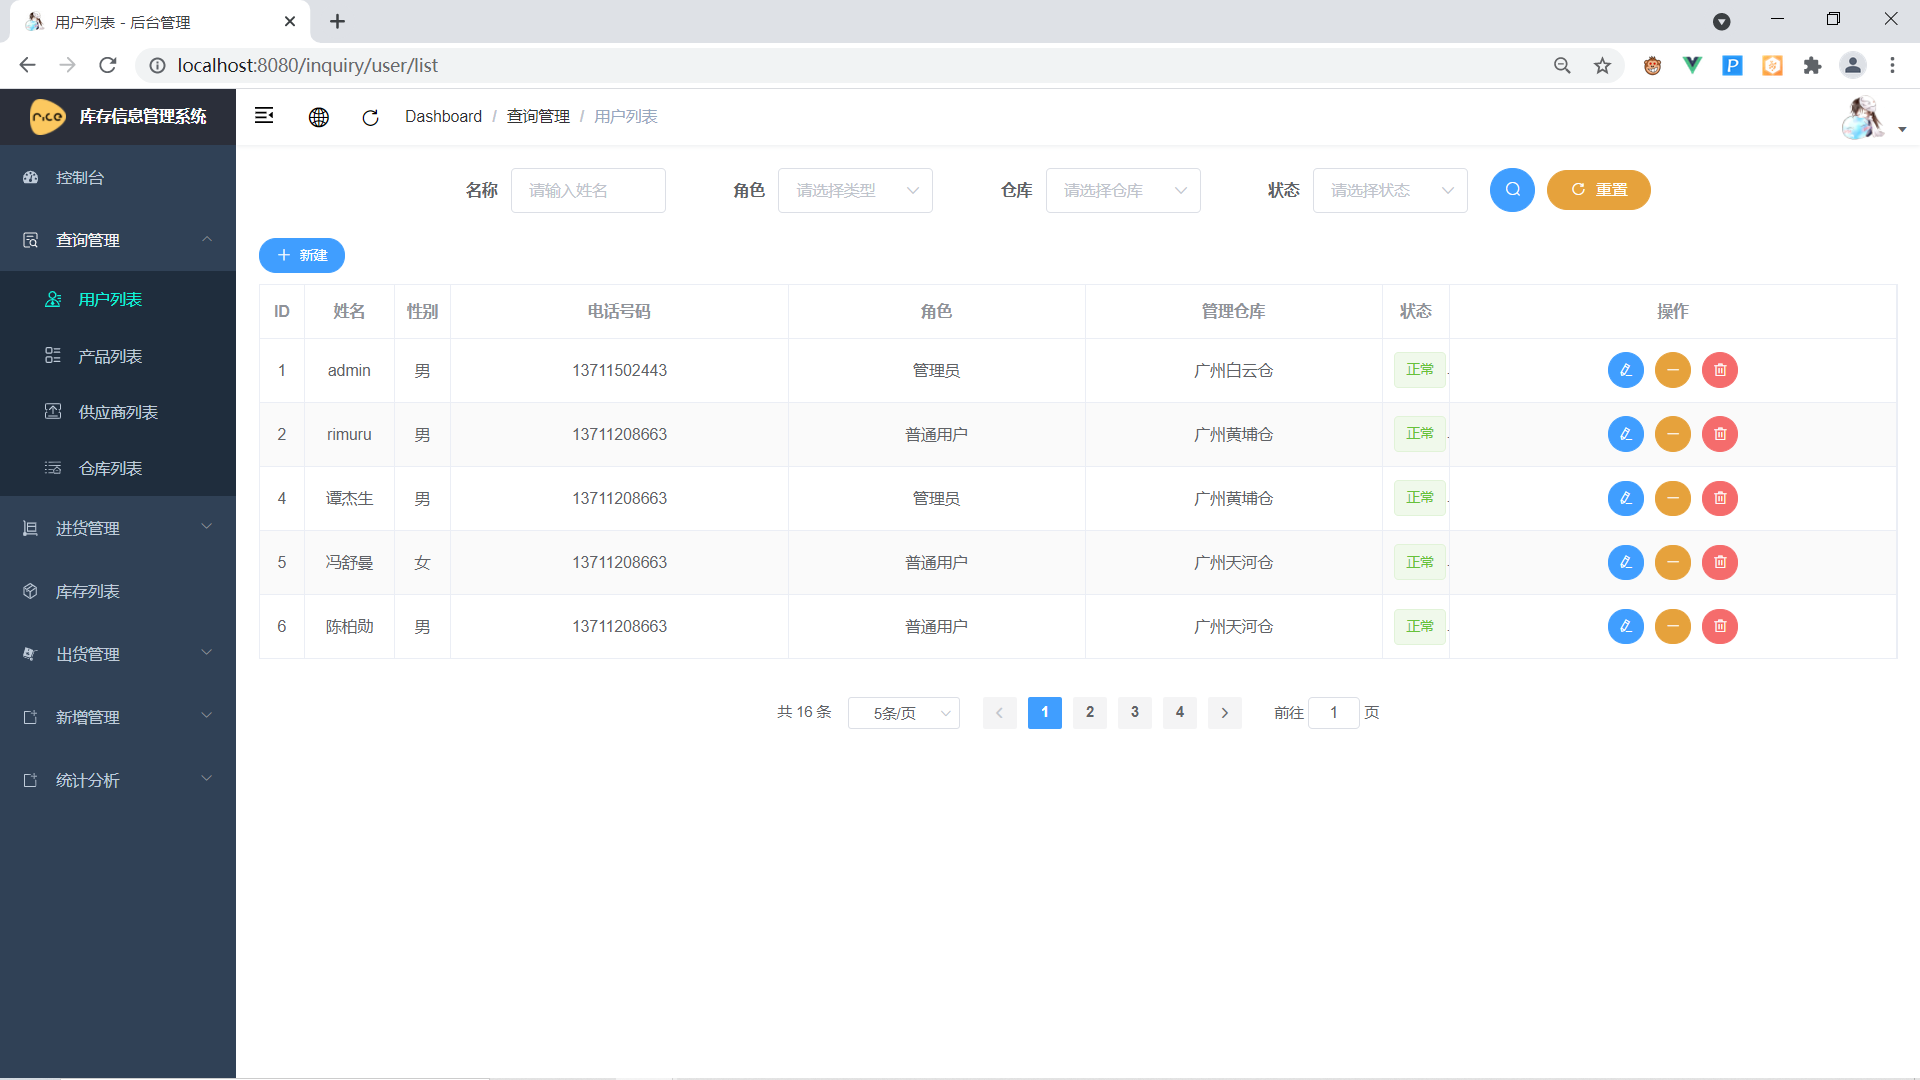 用户列表 - 后台管理
localhost:8080/inquiry/user/list
nice 库存信息管理系统
Dashboard / 查询管理 / 用户列表
控制台
查询管理
用户列表
产品列表
供应商列表
仓库列表
进货管理
库存列表
出货管理
新增管理
统计分析
名称 请输入姓名 角色 请选择类型 仓库 请选择仓库 状态 请选择状态 重置
新建
ID 姓名 性别 电话号码 角色 管理仓库 状态 操作
1 admin 男 13711502443 管理员 广州白云仓 正常
2 rimuru 男 13711208663 普通用户 广州黄埔仓 正常
4 谭杰生 男 13711208663 管理员 广州黄埔仓 正常
5 冯舒曼 女 13711208663 普通用户 广州天河仓 正常
6 陈柏勋 男 13711208663 普通用户 广州天河仓 正常
共 16 条 5条/页 1 2 3 4 前往 1 页